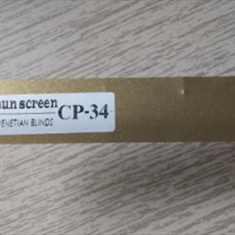 sun screen CP-34
VENETIAN BLINDS